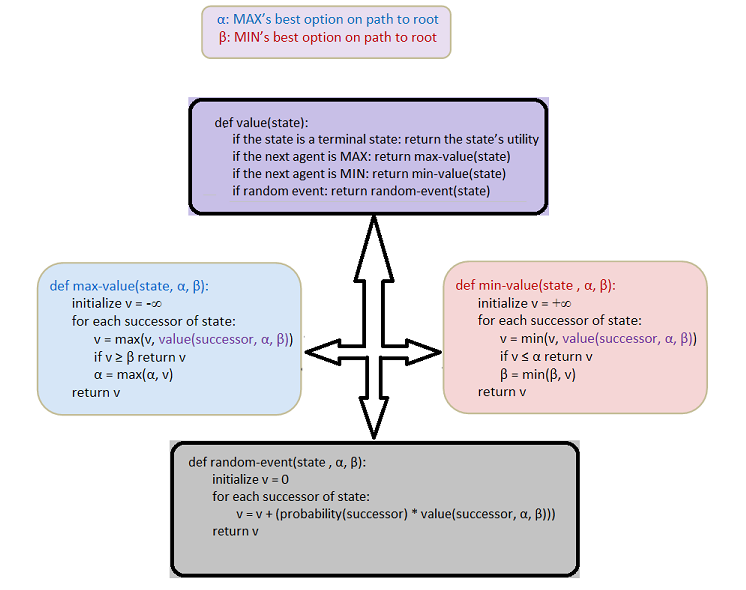 α: MAX's best option on path to root
β: MIN's best option on path to root
def value(state):
if the state is a terminal state: return the state's utility
if the next agent is MAX: return max-value(state)
if the next agent is MIN: return min-value(state)
if random event: return random-event(state)
def max-value(state, α, β):
initialize v = -∞
for each successor of state:
v = max(v, value(successor, α, β))
if v ≥ β return v
α = max(α, v)
return v
def min-value(state , α, β):
initialize v = +∞
for each successor of state:
v = min(v, value(successor, α, β))
if v ≤ α return v
β = min(β, v)
return v
def random-event(state , α, β):
initialize v = 0
for each successor of state:
v = v + (probability(successor) * value(successor, α, β)))
return v